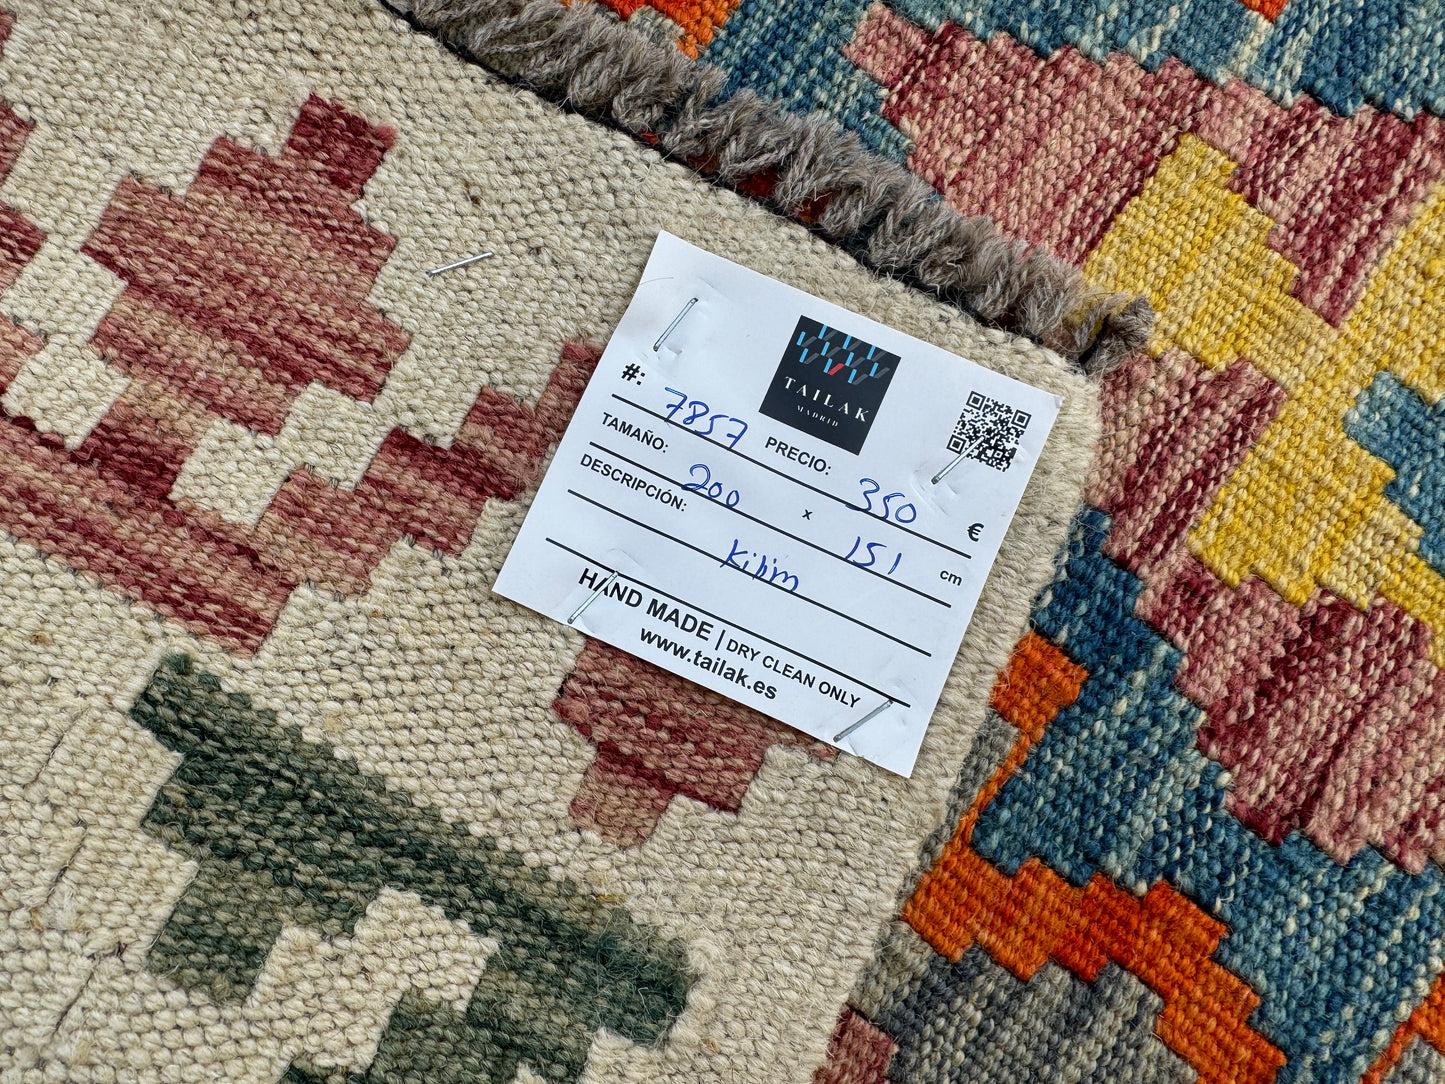 TAILAK
MADRID
#: 7857 PRECIO: 350 €
TAMAÑO: 200 x 151 cm
DESCRIPCIÓN: Kilim
HAND MADE | DRY CLEAN ONLY
www.tailak.es